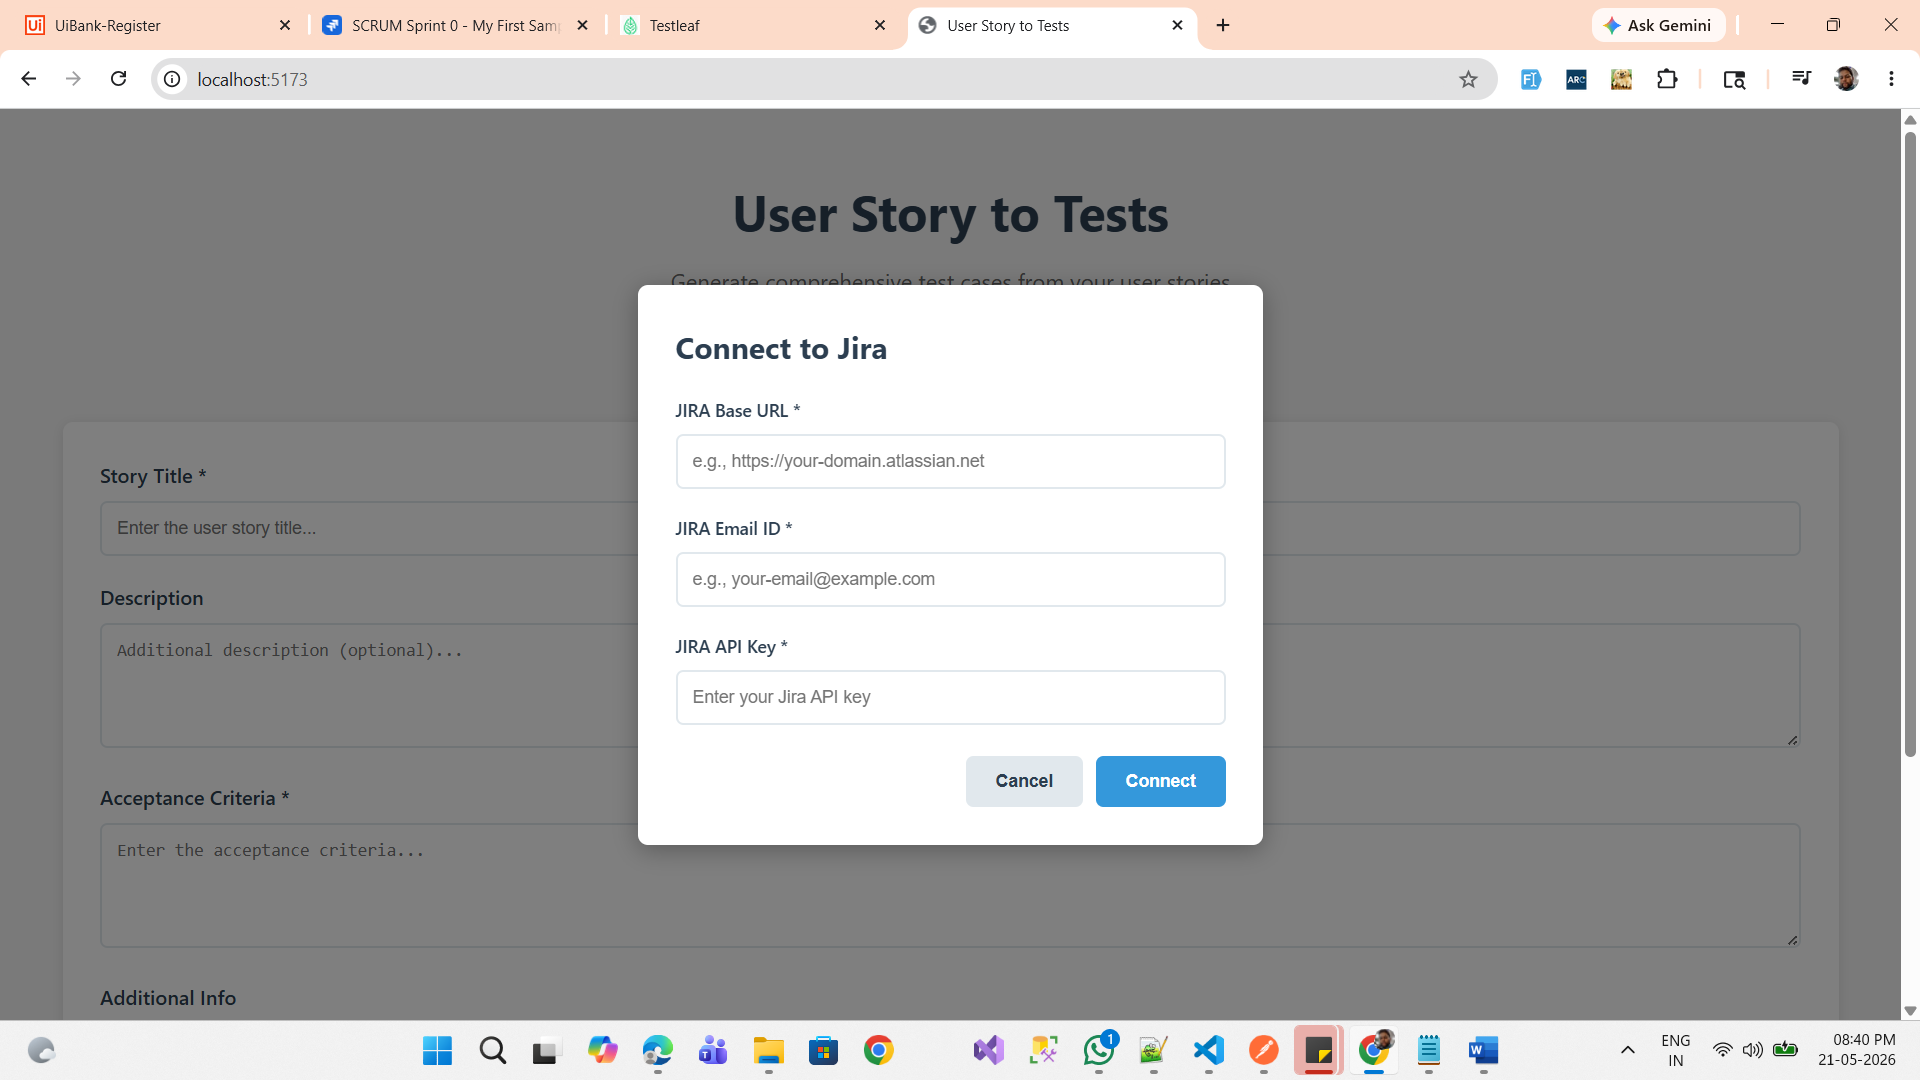 UiBank-Register
SCRUM Sprint 0 - My First Sam
Testleaf
User Story to Tests
Ask Gemini
localhost:5173
User Story to Tests
Generate comprehensive test cases from your user stories
Connect to Jira
JIRA Base URL *
e.g., https://your-domain.atlassian.net
JIRA Email ID *
e.g., your-email@example.com
JIRA API Key *
Enter your Jira API key
Cancel
Connect
Story Title *
Enter the user story title...
Description
Additional description (optional)...
Acceptance Criteria *
Enter the acceptance criteria...
Additional Info
1
ENG
IN
08:40 PM
21-05-2026